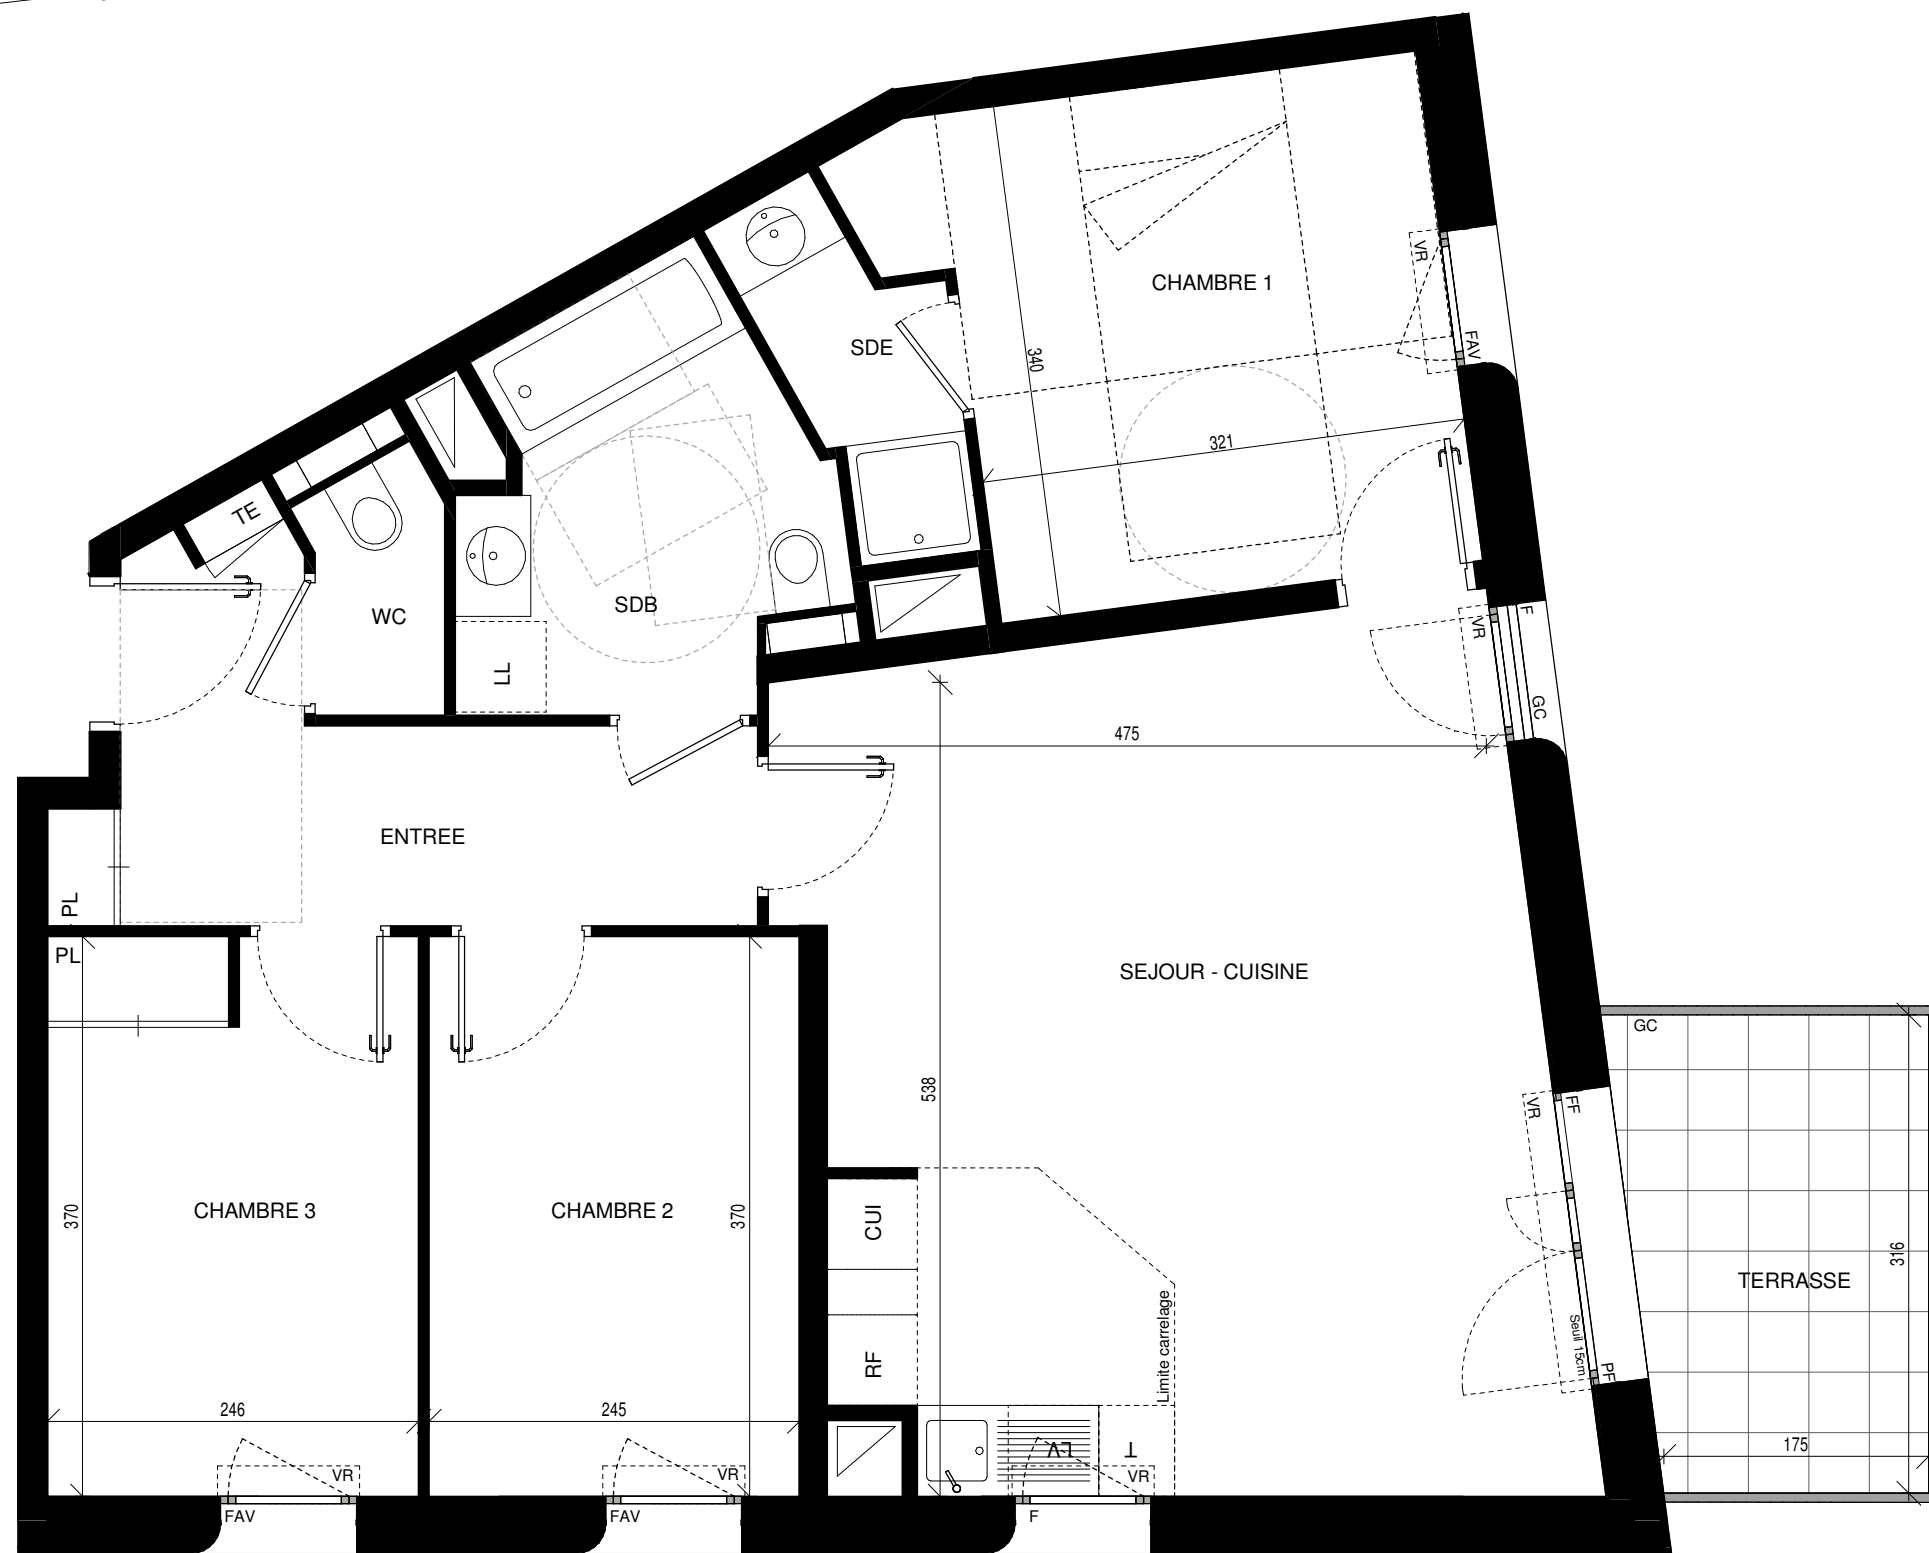 CHAMBRE 1
VR
FAV
SDE
340
321
TE
WC
SDB
LL
VR
F
GC
475
ENTREE
PL
PL
SEJOUR - CUISINE
GC
538
VR
FF
CHAMBRE 3
CHAMBRE 2
370
370
CUI
316
TERRASSE
Limite carrelage
Seuil 15cm
RF
PF
246
245
175
LV
T
VR
VR
VR
FAV
FAV
F